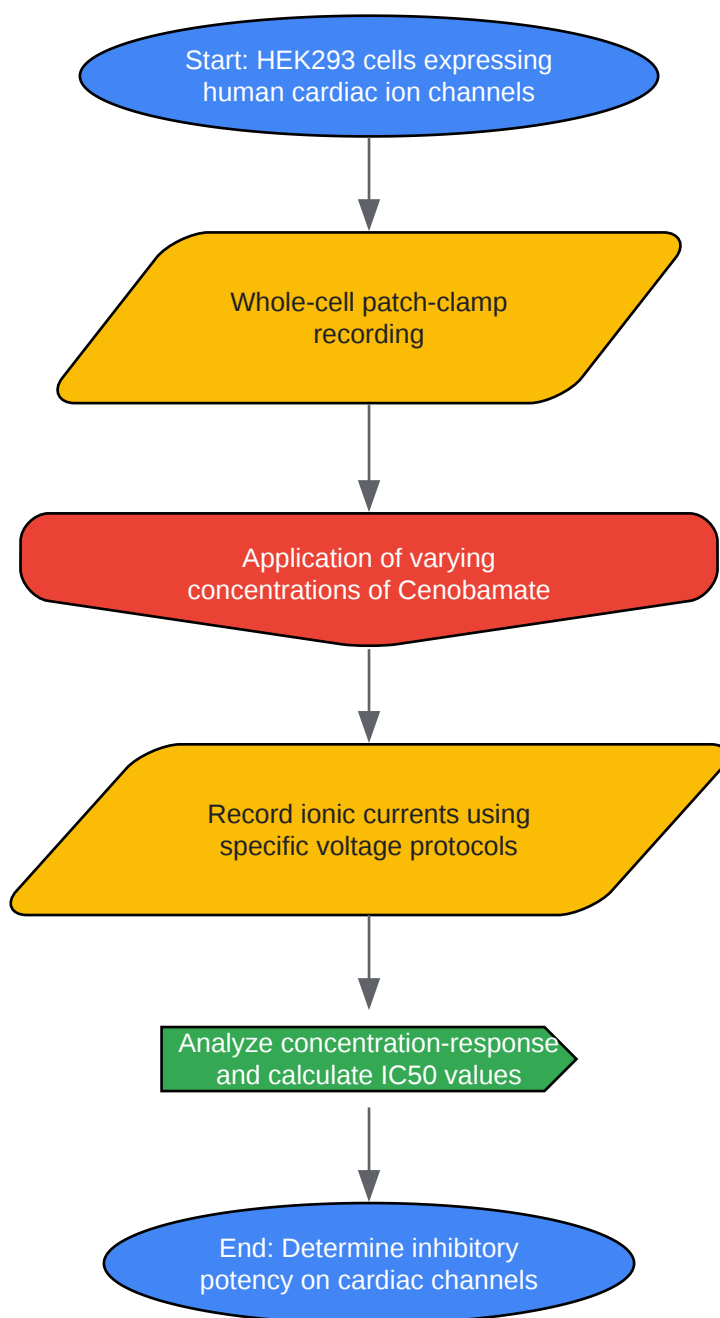 Start: HEK293 cells expressing
human cardiac ion channels
Whole-cell patch-clamp
recording
Application of varying
concentrations of Cenobamate
Record ionic currents using
specific voltage protocols
Analyze concentration-response
and calculate IC50 values
End: Determine inhibitory
potency on cardiac channels